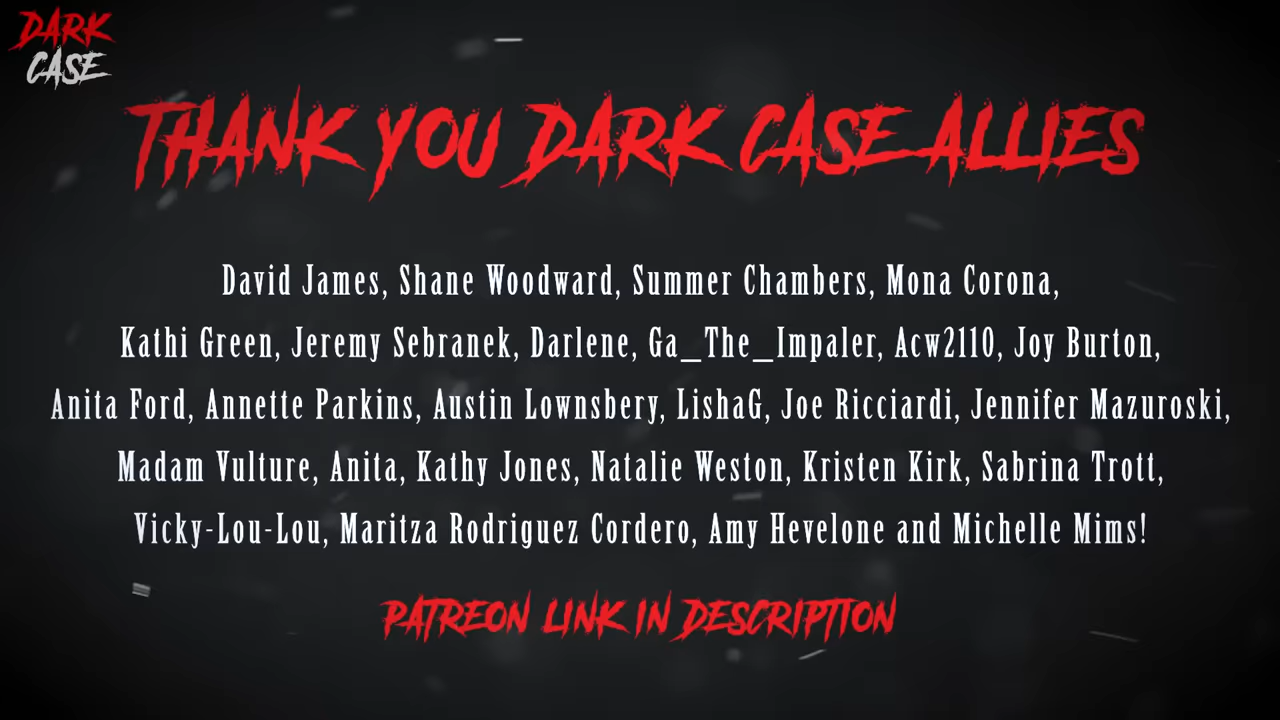 DARK
CASE
THANK YOU DARK CASE ALLIES
David James, Shane Woodward, Summer Chambers, Mona Corona,
Kathi Green, Jeremy Sebranek, Darlene, Ga_The_Impaler, Acw2110, Joy Burton,
Anita Ford, Annette Parkins, Austin Lownsbery, LishaG, Joe Ricciardi, Jennifer Mazuroski,
Madam Vulture, Anita, Kathy Jones, Natalie Weston, Kristen Kirk, Sabrina Trott,
Vicky-Lou-Lou, Maritza Rodriguez Cordero, Amy Hevelone and Michelle Mims!
PATREON LINK IN DESCRIPTION